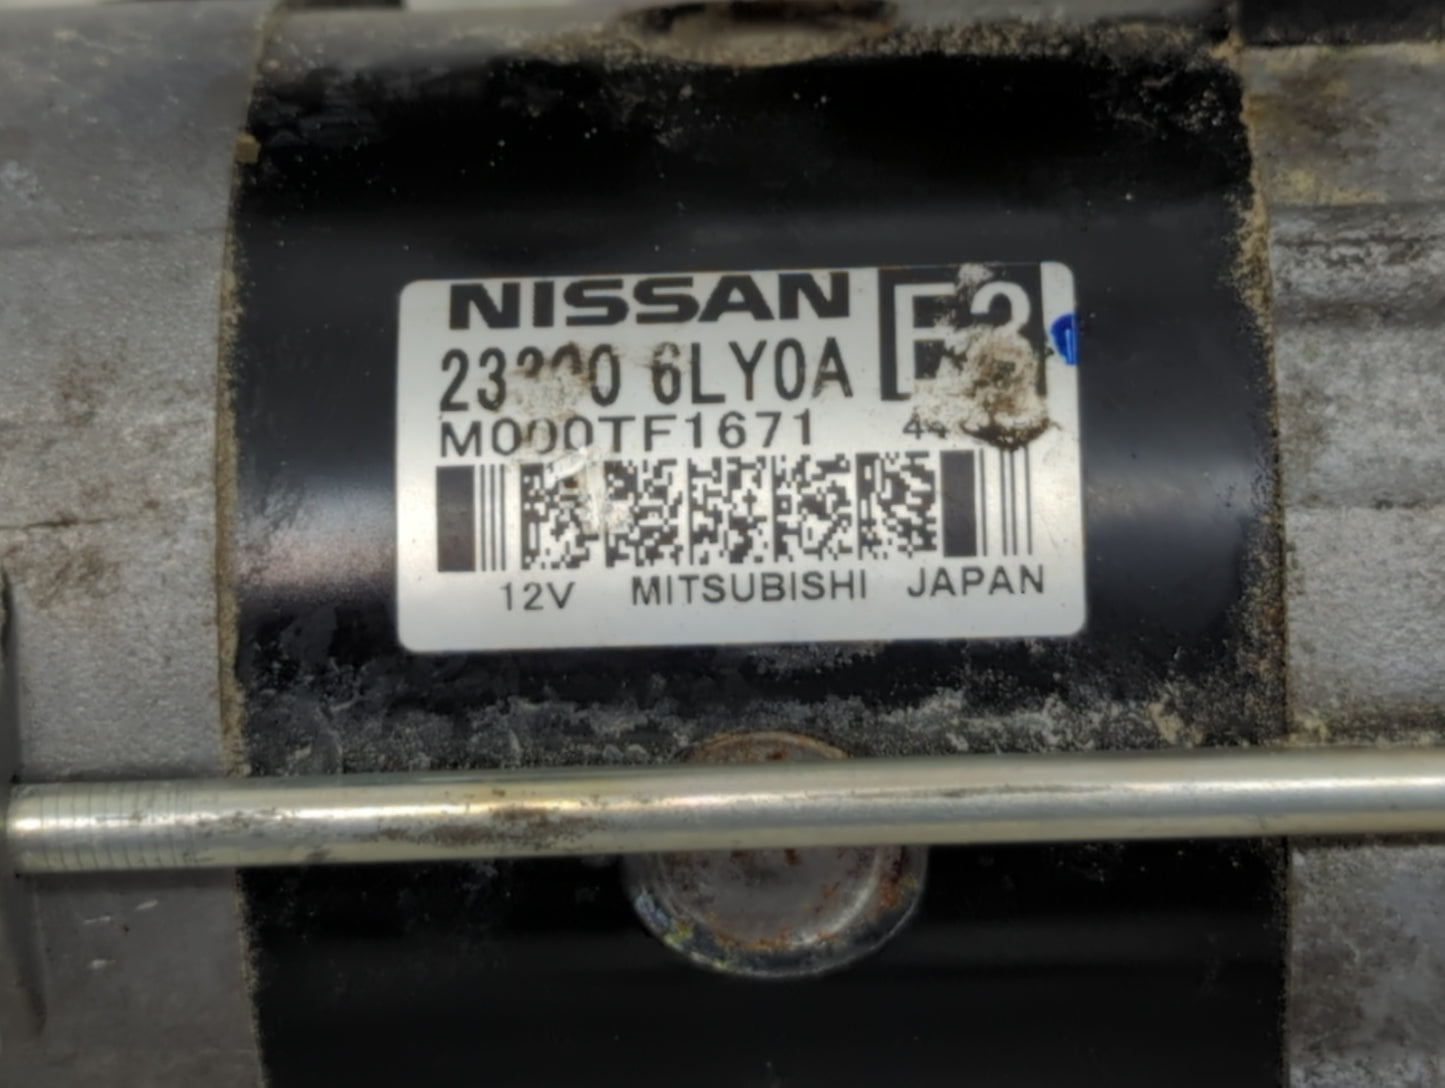 NISSAN
6LY0A
M000TF1671
12V MITSUBISHI JAPAN